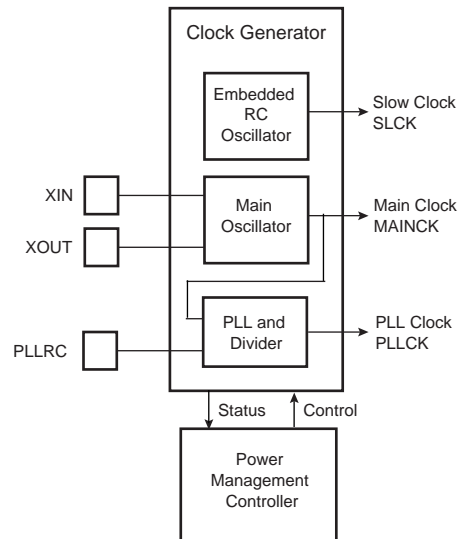 Clock Generator
Embedded
RC
Oscillator
Slow Clock
SLCK
XIN
XOUT
Main
Oscillator
Main Clock
MAINCK
PLLRC
PLL and
Divider
PLL Clock
PLLCK
Status
Control
Power
Management
Controller